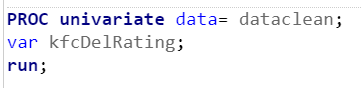 PROC univariate data= dataclean;
var kfcDelRating;
run;